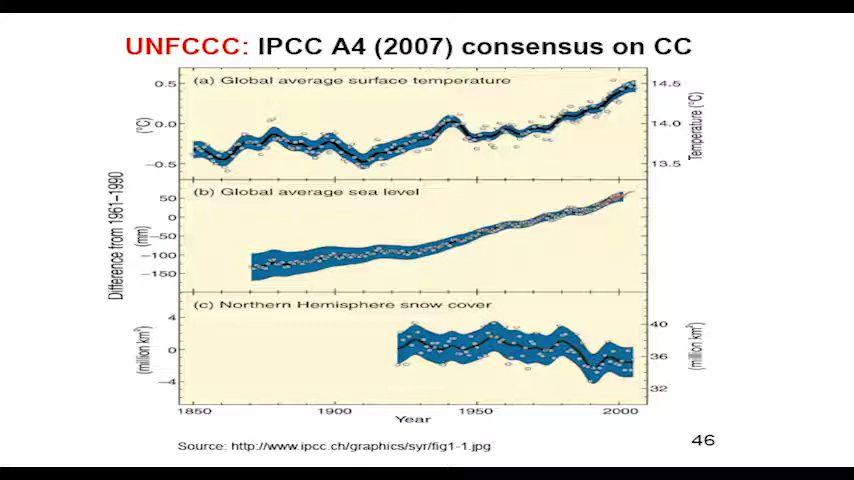 UNFCCC: IPCC A4 (2007) consensus on CC
(a) Global average surface temperature
0.5
0.0
−0.5
(°C)
14.5
14.0
13.5
Temperature (°C)
(b) Global average sea level
50
0
−50
−100
−150
(mm)
Difference from 1961–1990
(c) Northern Hemisphere snow cover
4
0
−4
(million km²)
40
36
32
(million km²)
1850
1900
1950
2000
Year
Source: http://www.ipcc.ch/graphics/syr/fig1-1.jpg
46